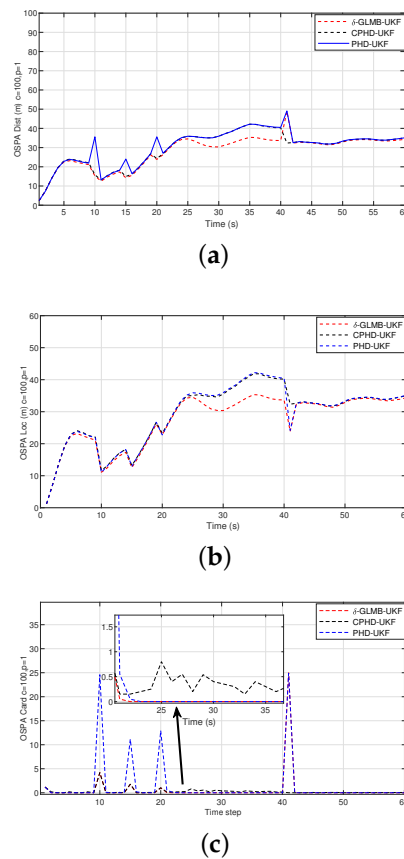 100
90
80
70
60
50
40
30
20
10
0
OSPA Dist (m) c=100,p=1
δ-GLMB-UKF
CPHD-UKF
PHD-UKF
5 10 15 20 25 30 35 40 45 50 55 60
Time (s)
(a)
60
50
40
30
20
10
0
OSPA Loc (m) c=100,p=1
δ-GLMB-UKF
CPHD-UKF
PHD-UKF
0 10 20 30 40 50 60
Time (s)
(b)
35
30
25
20
15
10
5
0
OSPA Card c=100,p=1
δ-GLMB-UKF
CPHD-UKF
PHD-UKF
1.5
1
0.5
0
25 30 35
Time (s)
10 20 30 40 50 60
Time step
(c)